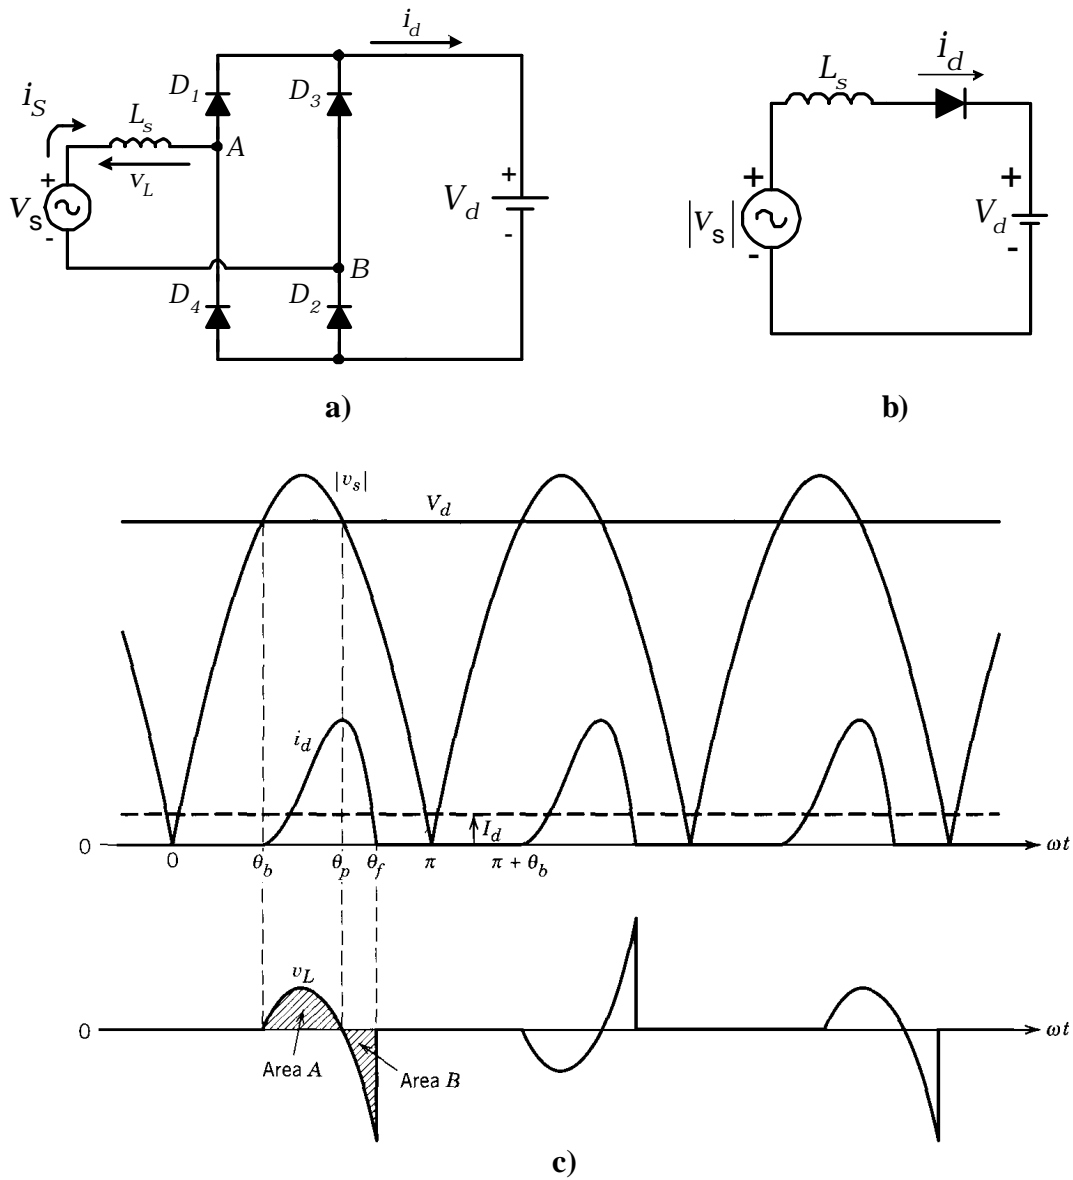 i_d
D_1
D_3
i_S
L_s
A
v_L
+
V_s
-
V_d
+
-
B
D_4
D_2
a)
L_s
i_d
+
|V_s|
-
+
V_d
-
b)
|v_s|
V_d
i_d
I_d
0
0 θ_b θ_p θ_f π π + θ_b
ωt
v_L
0
ωt
Area A
Area B
c)